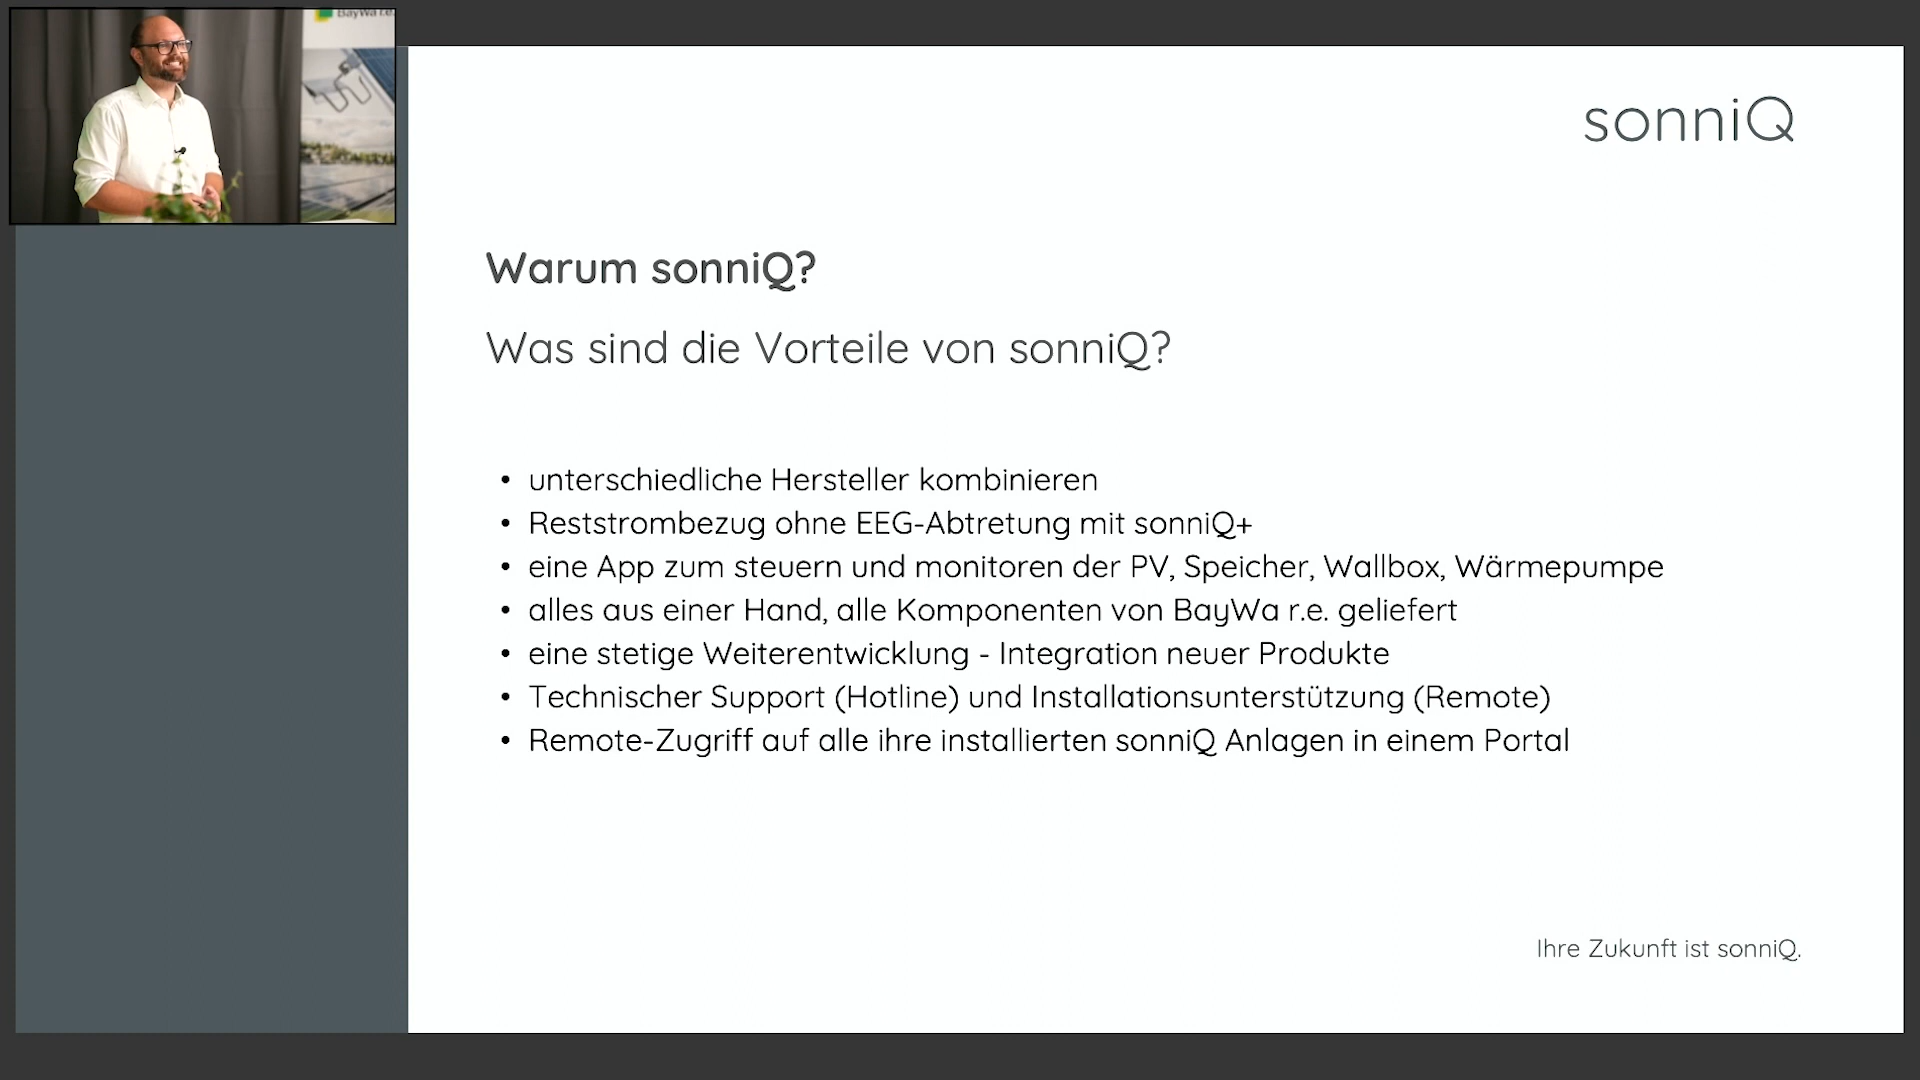 BayWa r.e.
sonniQ
Warum sonniQ?
Was sind die Vorteile von sonniQ?
• unterschiedliche Hersteller kombinieren
• Reststrombezug ohne EEG-Abtretung mit sonniQ+
• eine App zum steuern und monitoren der PV, Speicher, Wallbox, Wärmepumpe
• alles aus einer Hand, alle Komponenten von BayWa r.e. geliefert
• eine stetige Weiterentwicklung - Integration neuer Produkte
• Technischer Support (Hotline) und Installationsunterstützung (Remote)
• Remote-Zugriff auf alle ihre installierten sonniQ Anlagen in einem Portal
Ihre Zukunft ist sonniQ.